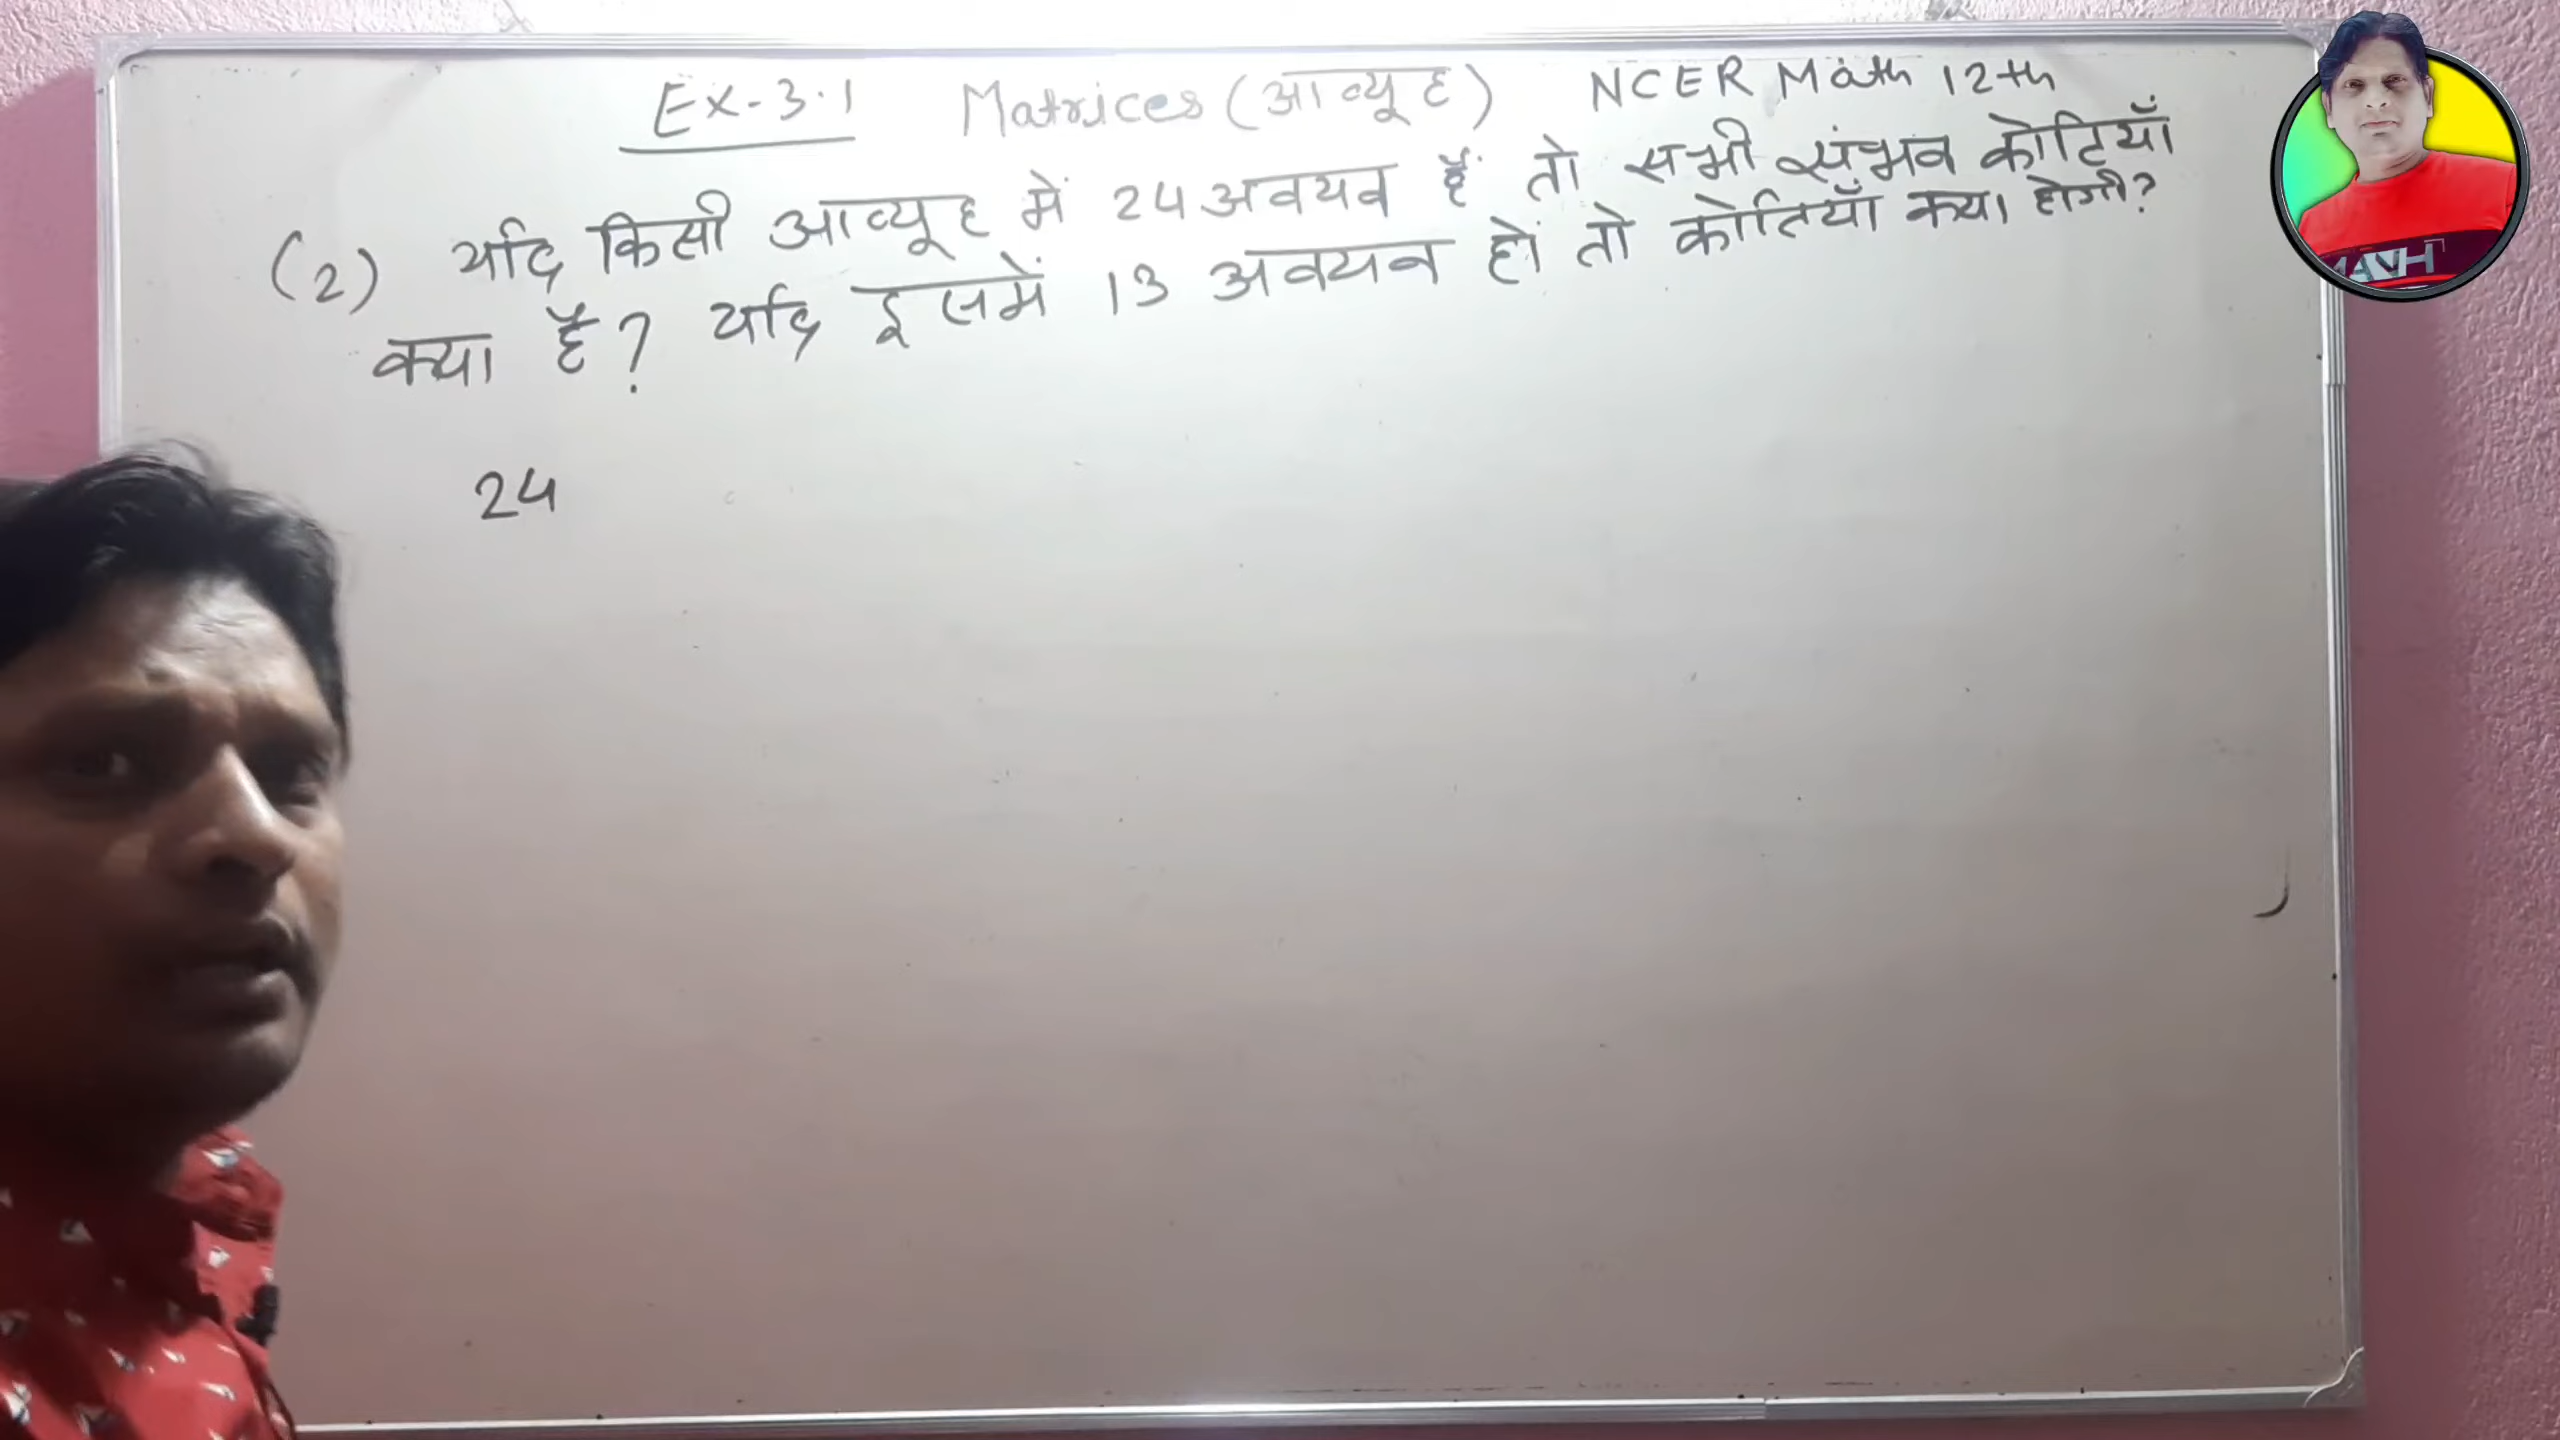 Ex-3.1 Matrices (आव्यूह) NCER Math 12th
(2) यदि किसी आव्यूह में 24 अवयव हैं तो सभी संभव कोटियाँ
क्या है? यदि इसमें 13 अवयव हों तो कोतियाँ क्या होगी?
24
MATH